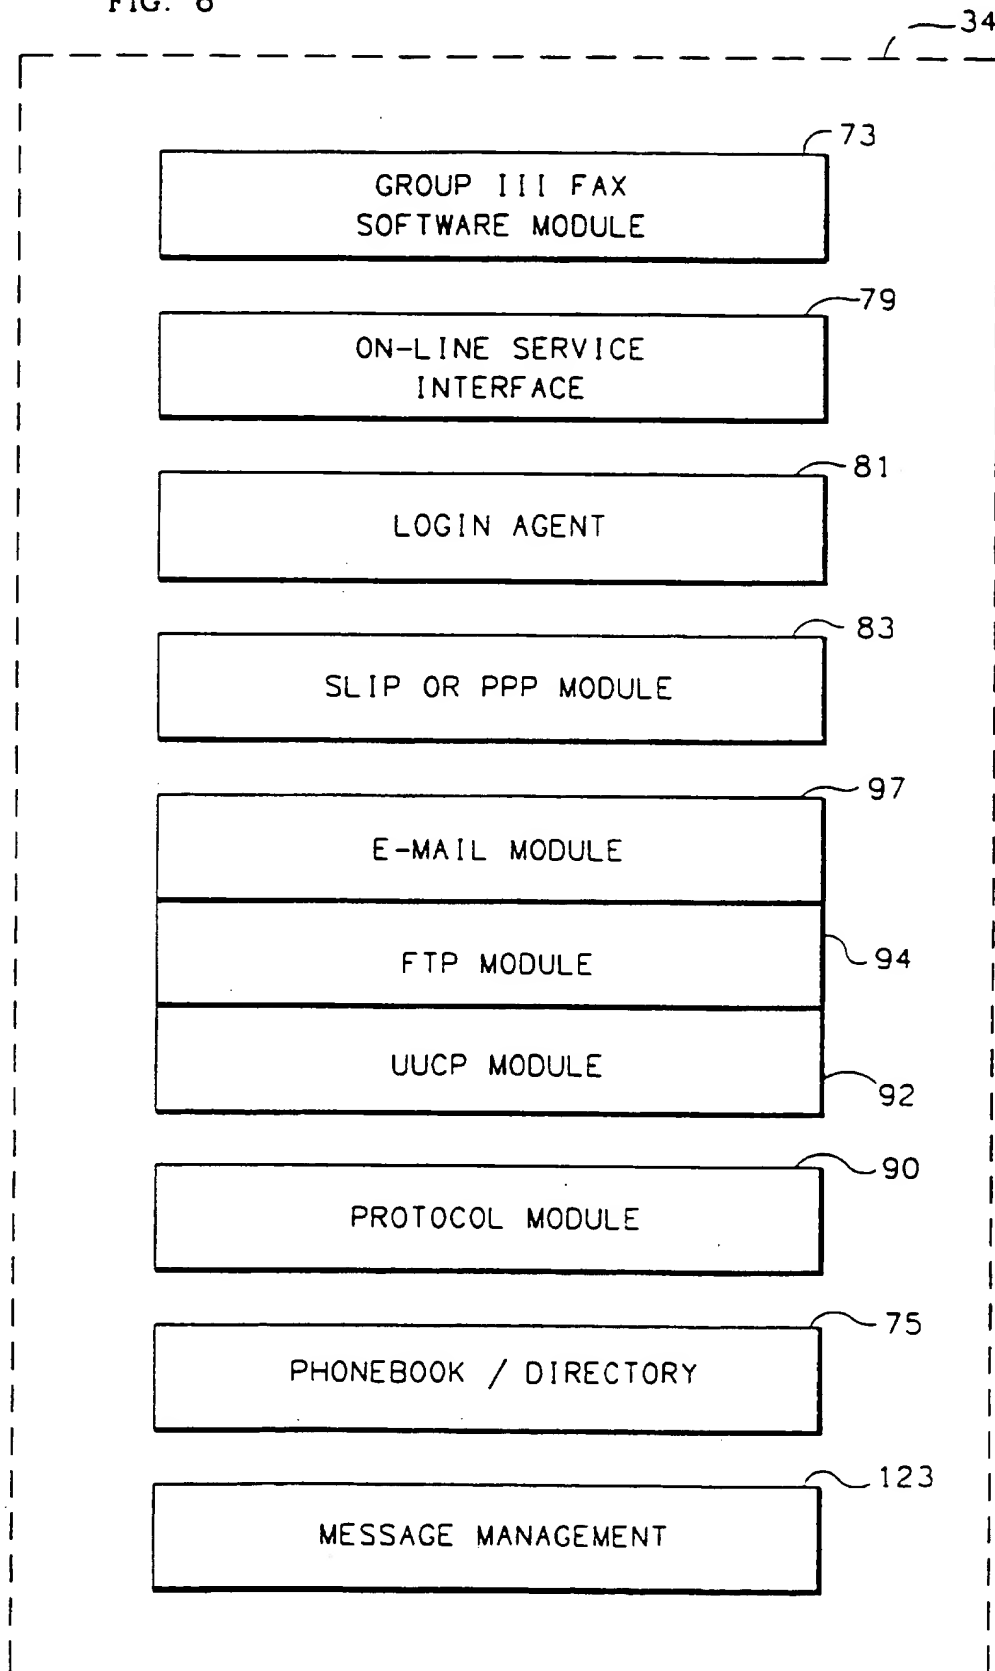 FIG. 8
34
73
GROUP III FAX
SOFTWARE MODULE
79
ON-LINE SERVICE
INTERFACE
81
LOGIN AGENT
83
SLIP OR PPP MODULE
97
E-MAIL MODULE
FTP MODULE
94
UUCP MODULE
92
90
PROTOCOL MODULE
75
PHONEBOOK / DIRECTORY
123
MESSAGE MANAGEMENT